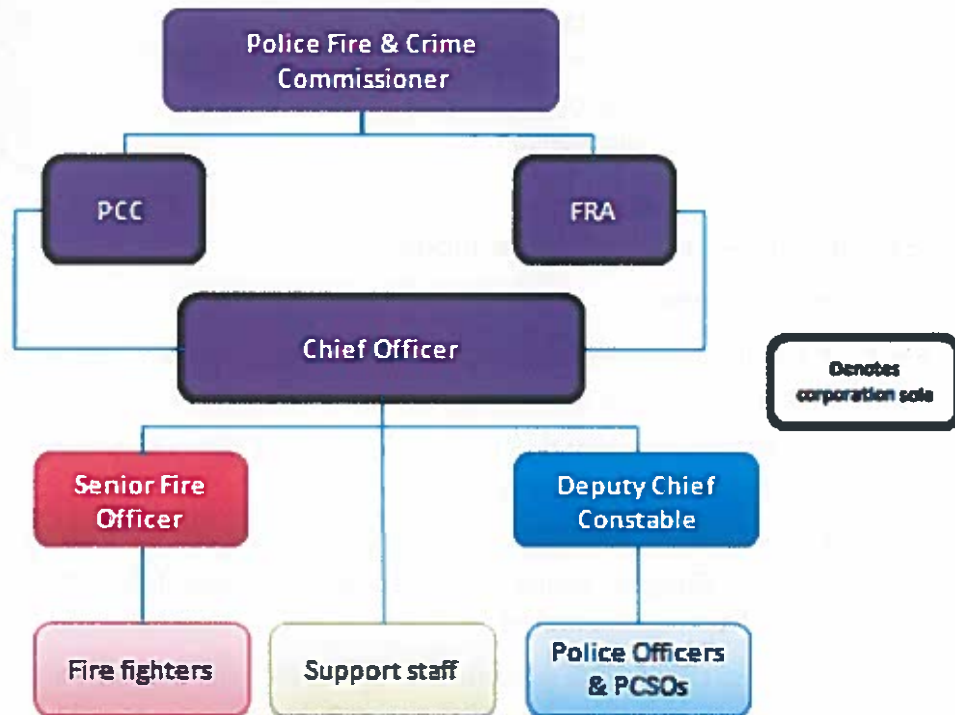 Police Fire & Crime
Commissioner
PCC
FRA
Chief Officer
Denotes
corporation sole
Senior Fire
Officer
Deputy Chief
Constable
Fire fighters
Support staff
Police Officers
& PCSOs